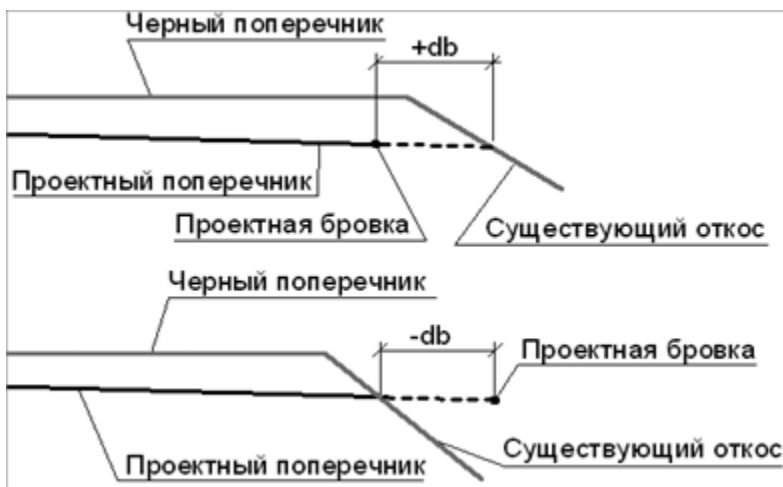 Черный поперечник
+db
Проектный поперечник
Проектная бровка
Существующий откос
Черный поперечник
-db
Проектная бровка
Существующий откос
Проектный поперечник